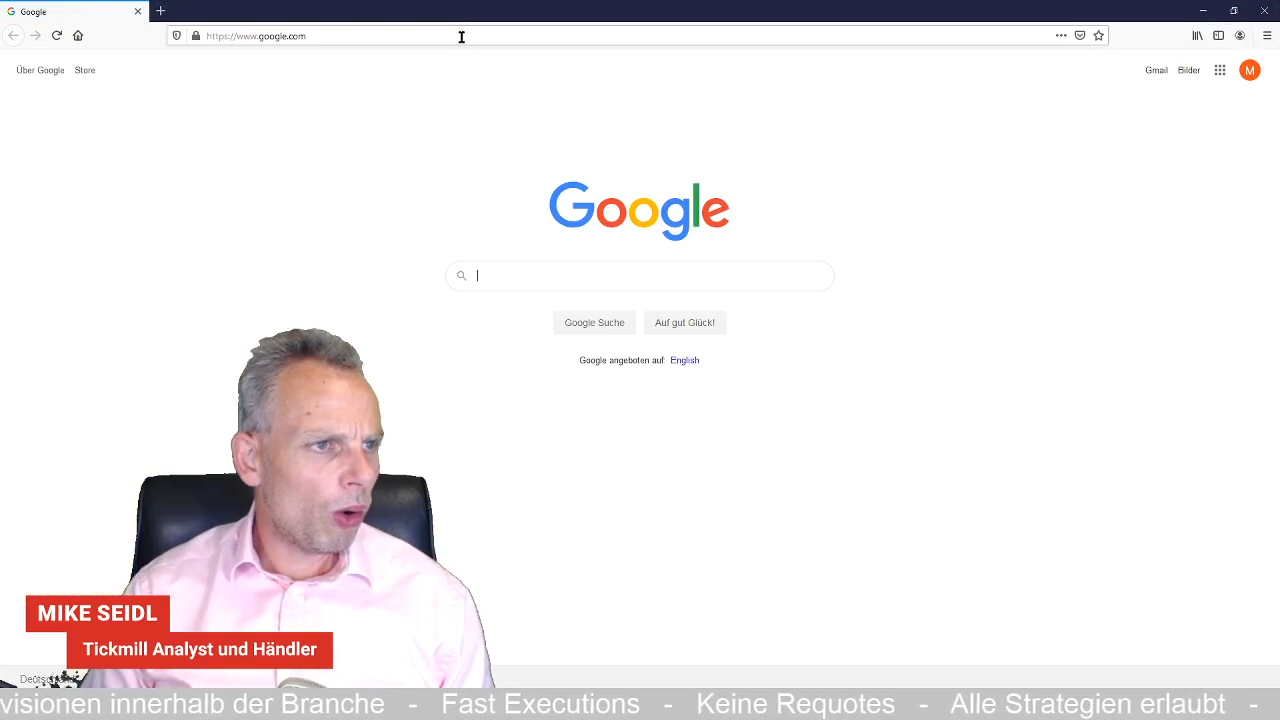 Google
https://www.google.com
Über Google Store
Gmail Bilder
M
Google
Google Suche Auf gut Glück!
Google angeboten auf: English
MIKE SEIDL
Tickmill Analyst und Händler
visionen innerhalb der Branche - Fast Executions - Keine Requotes - Alle Strategien erlaubt -